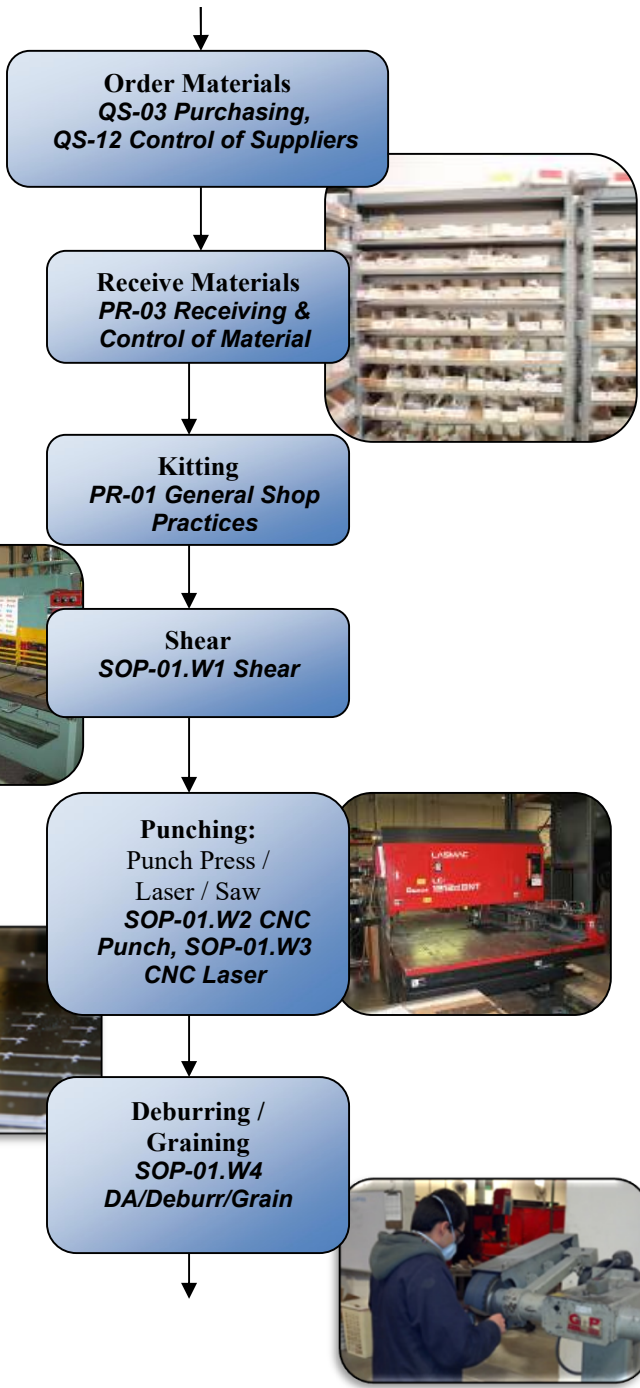 Order Materials
QS-03 Purchasing,
QS-12 Control of Suppliers
Receive Materials
PR-03 Receiving &
Control of Material
Kitting
PR-01 General Shop
Practices
Shear
SOP-01.W1 Shear
Punching:
Punch Press /
Laser / Saw
SOP-01.W2 CNC
Punch, SOP-01.W3
CNC Laser
LASMAC
Deburring /
Graining
SOP-01.W4
DA/Deburr/Grain